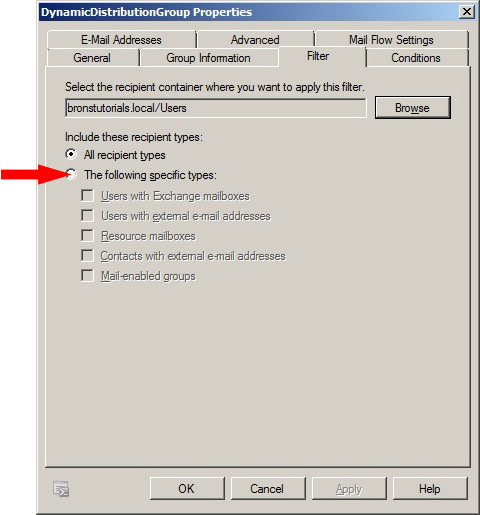 DynamicDistributionGroup Properties
E-Mail Addresses Advanced Mail Flow Settings
General Group Information Filter Conditions
Select the recipient container where you want to apply this filter.
bronstutorials.local/Users Browse
Include these recipient types:
All recipient types
The following specific types:
Users with Exchange mailboxes
Users with external e-mail addresses
Resource mailboxes
Contacts with external e-mail addresses
Mail-enabled groups
OK Cancel Apply Help